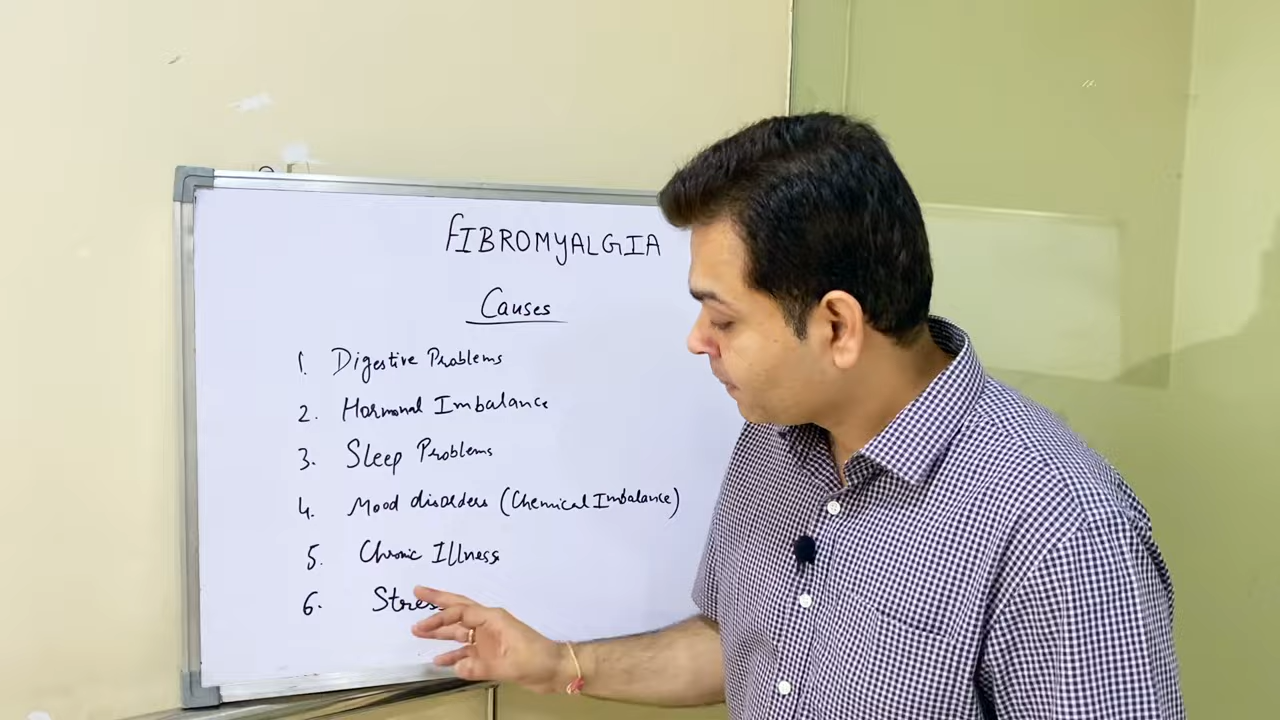 FIBROMYALGIA
Causes
1. Digestive Problems
2. Hormonal Imbalance
3. Sleep Problems
4. Mood disorders (Chemical Imbalance)
5. Chronic Illness
6. Stress